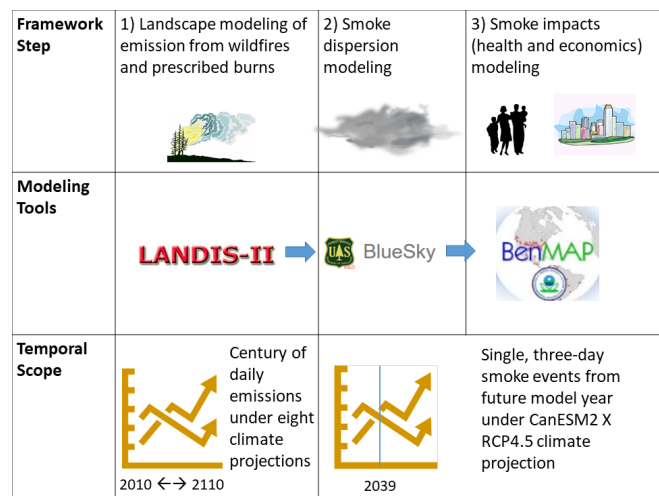 Framework
Step
1) Landscape modeling of
emission from wildfires
and prescribed burns
2) Smoke
dispersion
modeling
3) Smoke impacts
(health and economics)
modeling
Modeling
Tools
LANDIS-II
UAS
BlueSky
BenMAP
Temporal
Scope
Century of
daily
emissions
under eight
climate
projections
2010 ←→ 2110
2039
Single, three-day
smoke events from
future model year
under CanESM2 X
RCP4.5 climate
projection